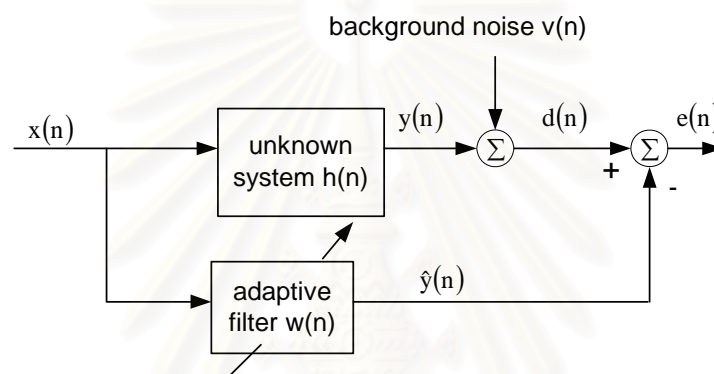 background noise v(n)
x(n)
unknown
system h(n)
y(n)
Σ
d(n)
+
Σ
-
e(n)
adaptive
filter w(n)
ŷ(n)